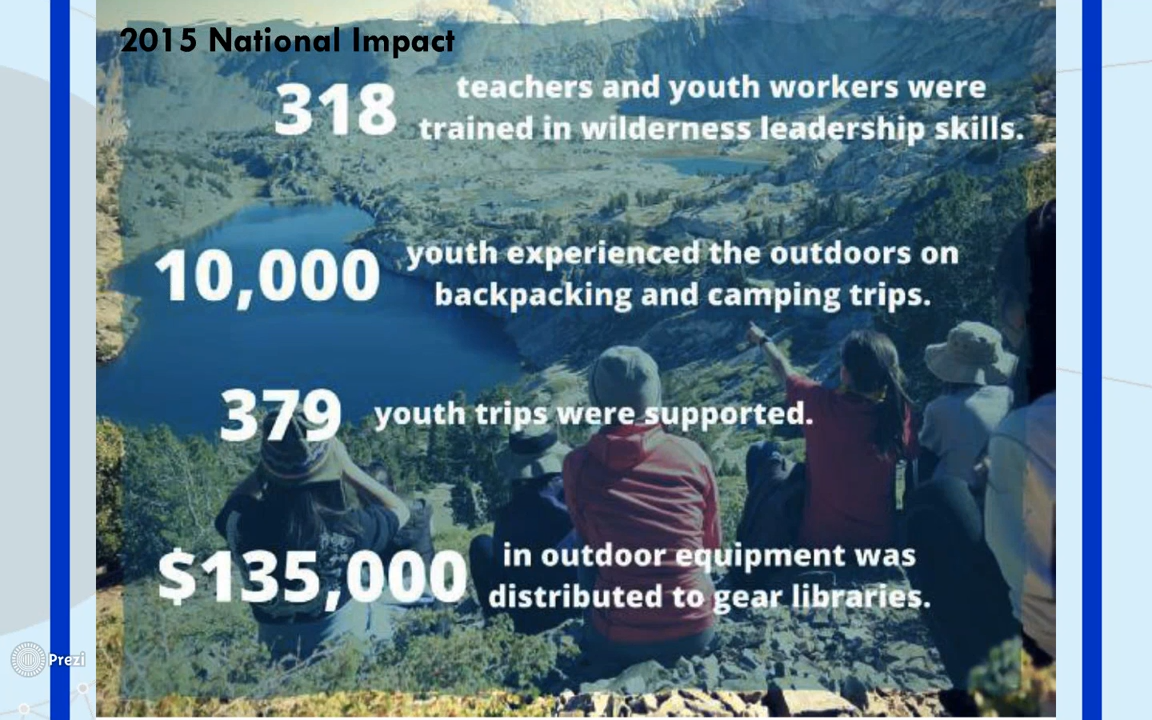 2015 National Impact
318
teachers and youth workers were
trained in wilderness leadership skills.
10,000
youth experienced the outdoors on
backpacking and camping trips.
379
youth trips were supported.
$135,000
in outdoor equipment was
distributed to gear libraries.
Prezi